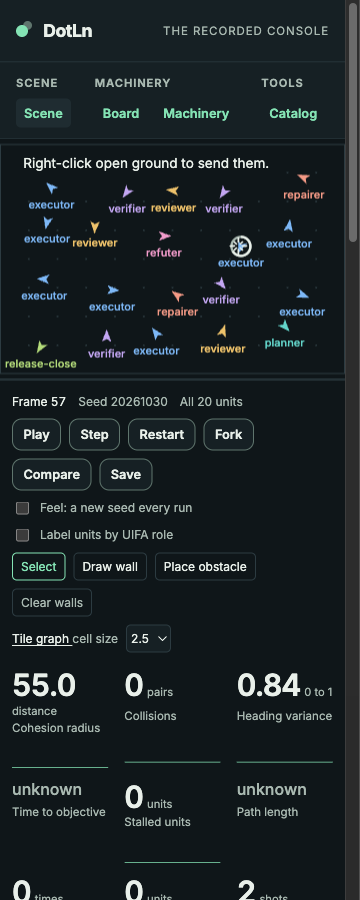 DotLn
THE RECORDED CONSOLE
SCENE MACHINERY TOOLS
Scene Board Machinery Catalog
Right-click open ground to send them.
repairer
executor verifier reviewer verifier
executor reviewer refuter executor
executor
executor executor repairer verifier executor
planner
release-close verifier executor reviewer
Frame 57 Seed 20261030 All 20 units
Play Step Restart Fork
Compare Save
Feel: a new seed every run
Label units by UIFA role
Select Draw wall Place obstacle
Clear walls
Tile graph cell size 2.5
55.0 distance
Cohesion radius
0 pairs
Collisions
0.84 0 to 1
Heading variance
unknown
Time to objective
0 units
Stalled units
unknown
Path length
0 times 0 units 2 shots